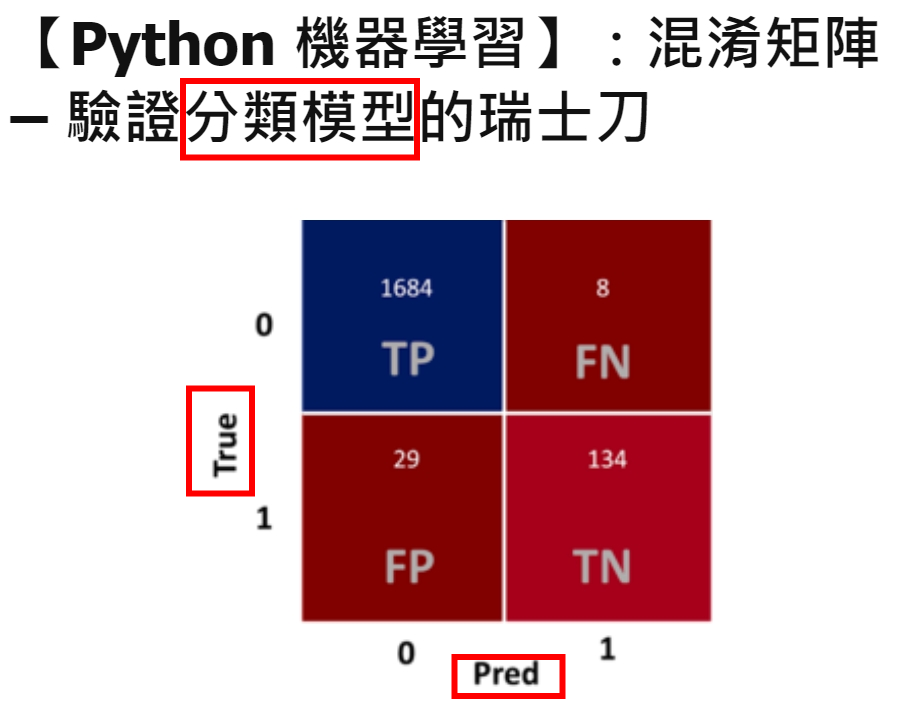 【Python 機器學習】：混淆矩陣
– 驗證分類模型的瑞士刀
1684
8
0
TP
FN
True
29
134
1
FP
TN
0
1
Pred